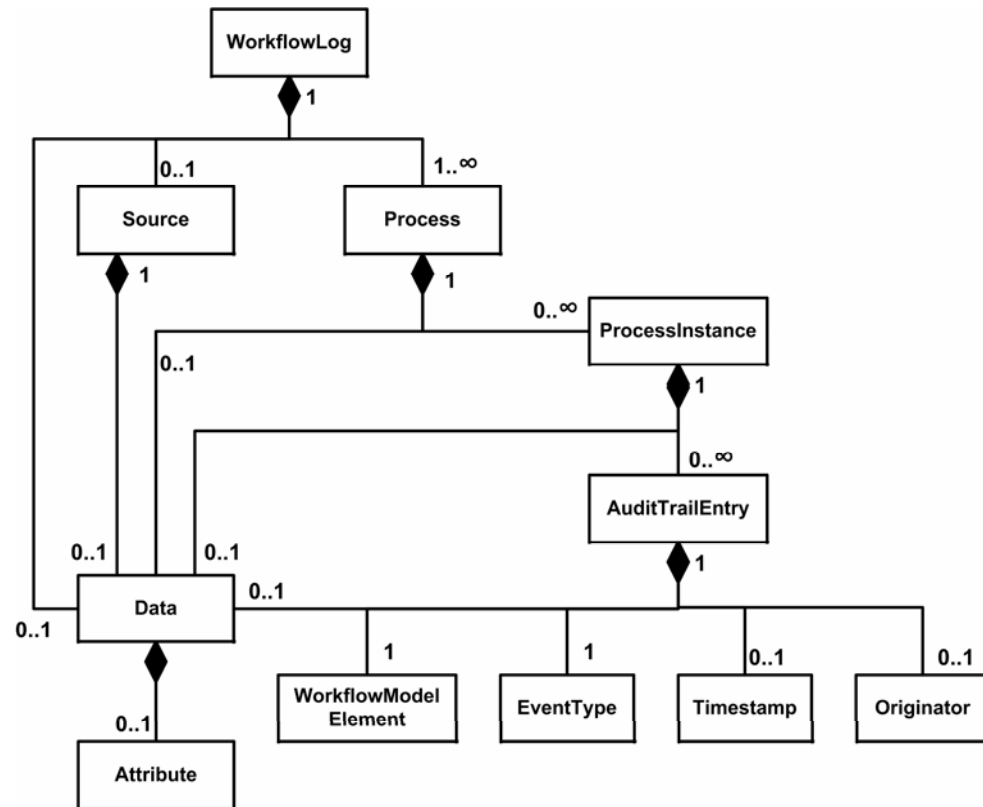 WorkflowLog
1
0..1
1..∞
Source
Process
1
1
0..∞
ProcessInstance
0..1
1
0..∞
AuditTrailEntry
0..1
0..1
1
Data
0..1
0..1
1
1
0..1
0..1
WorkflowModel
Element
EventType
Timestamp
Originator
0..1
Attribute